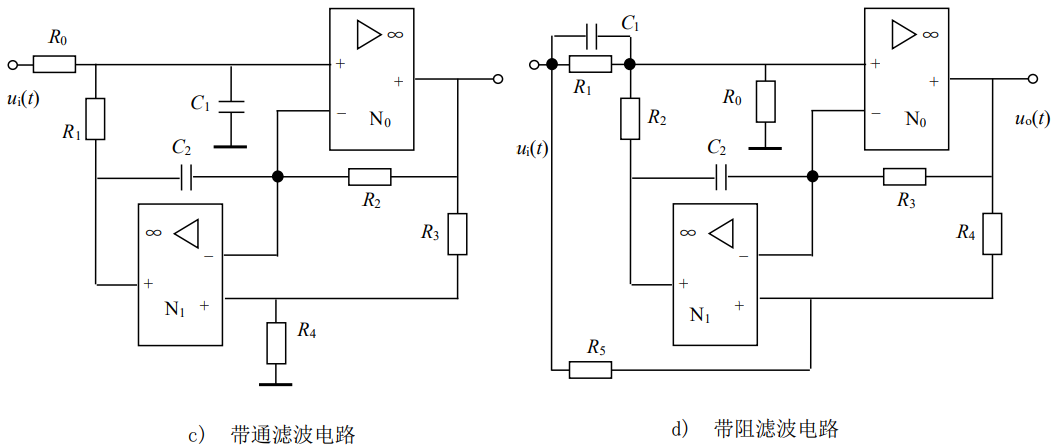 R0
ui(t)
R1
C1
C2
∞
+
−
+
N0
R2
R3
∞
−
+
N1
+
R4
c) 带通滤波电路
C1
R1
ui(t)
R2
R0
C2
∞
+
−
+
N0
uo(t)
R3
R4
∞
−
+
N1
+
R5
d) 带阻滤波电路